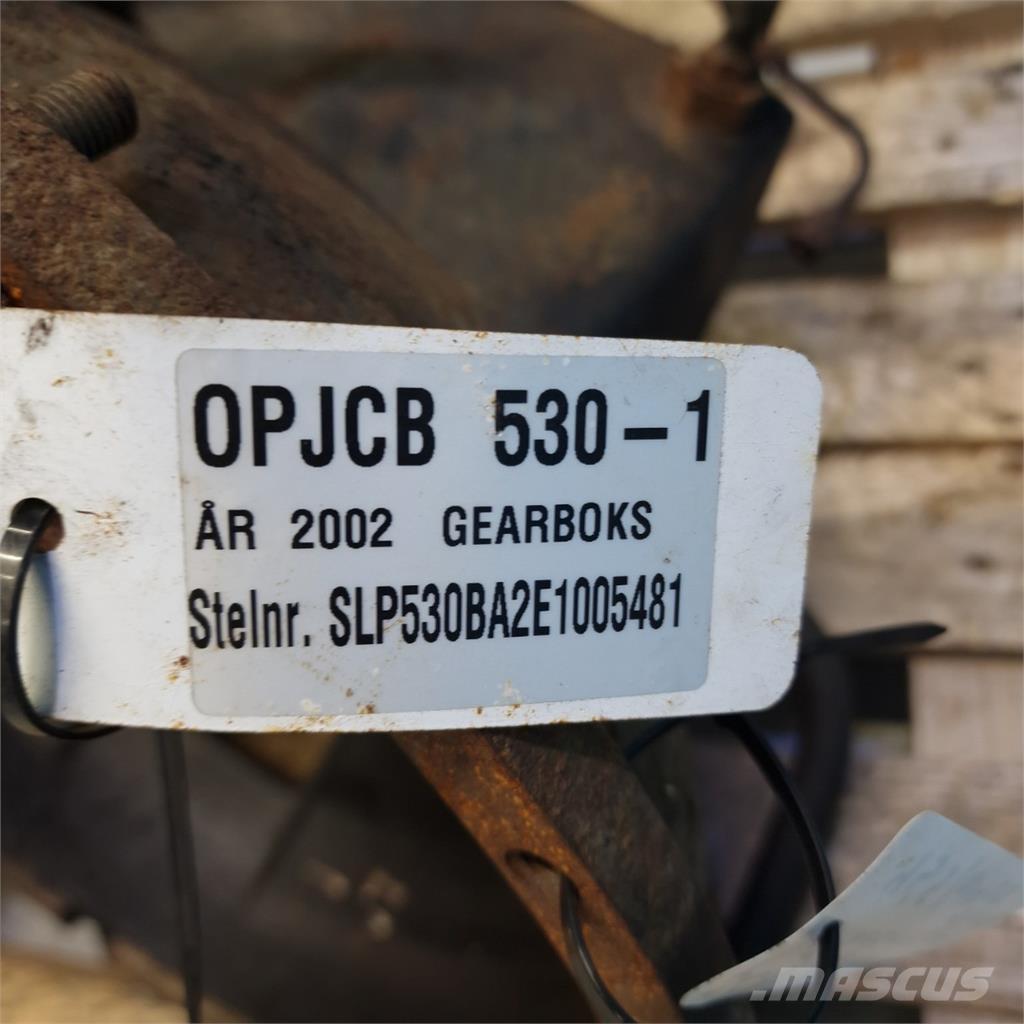 OPJCB 530-1
ÅR 2002 GEARBOKS
Stelnr. SLP530BA2E1005481
MASCUS